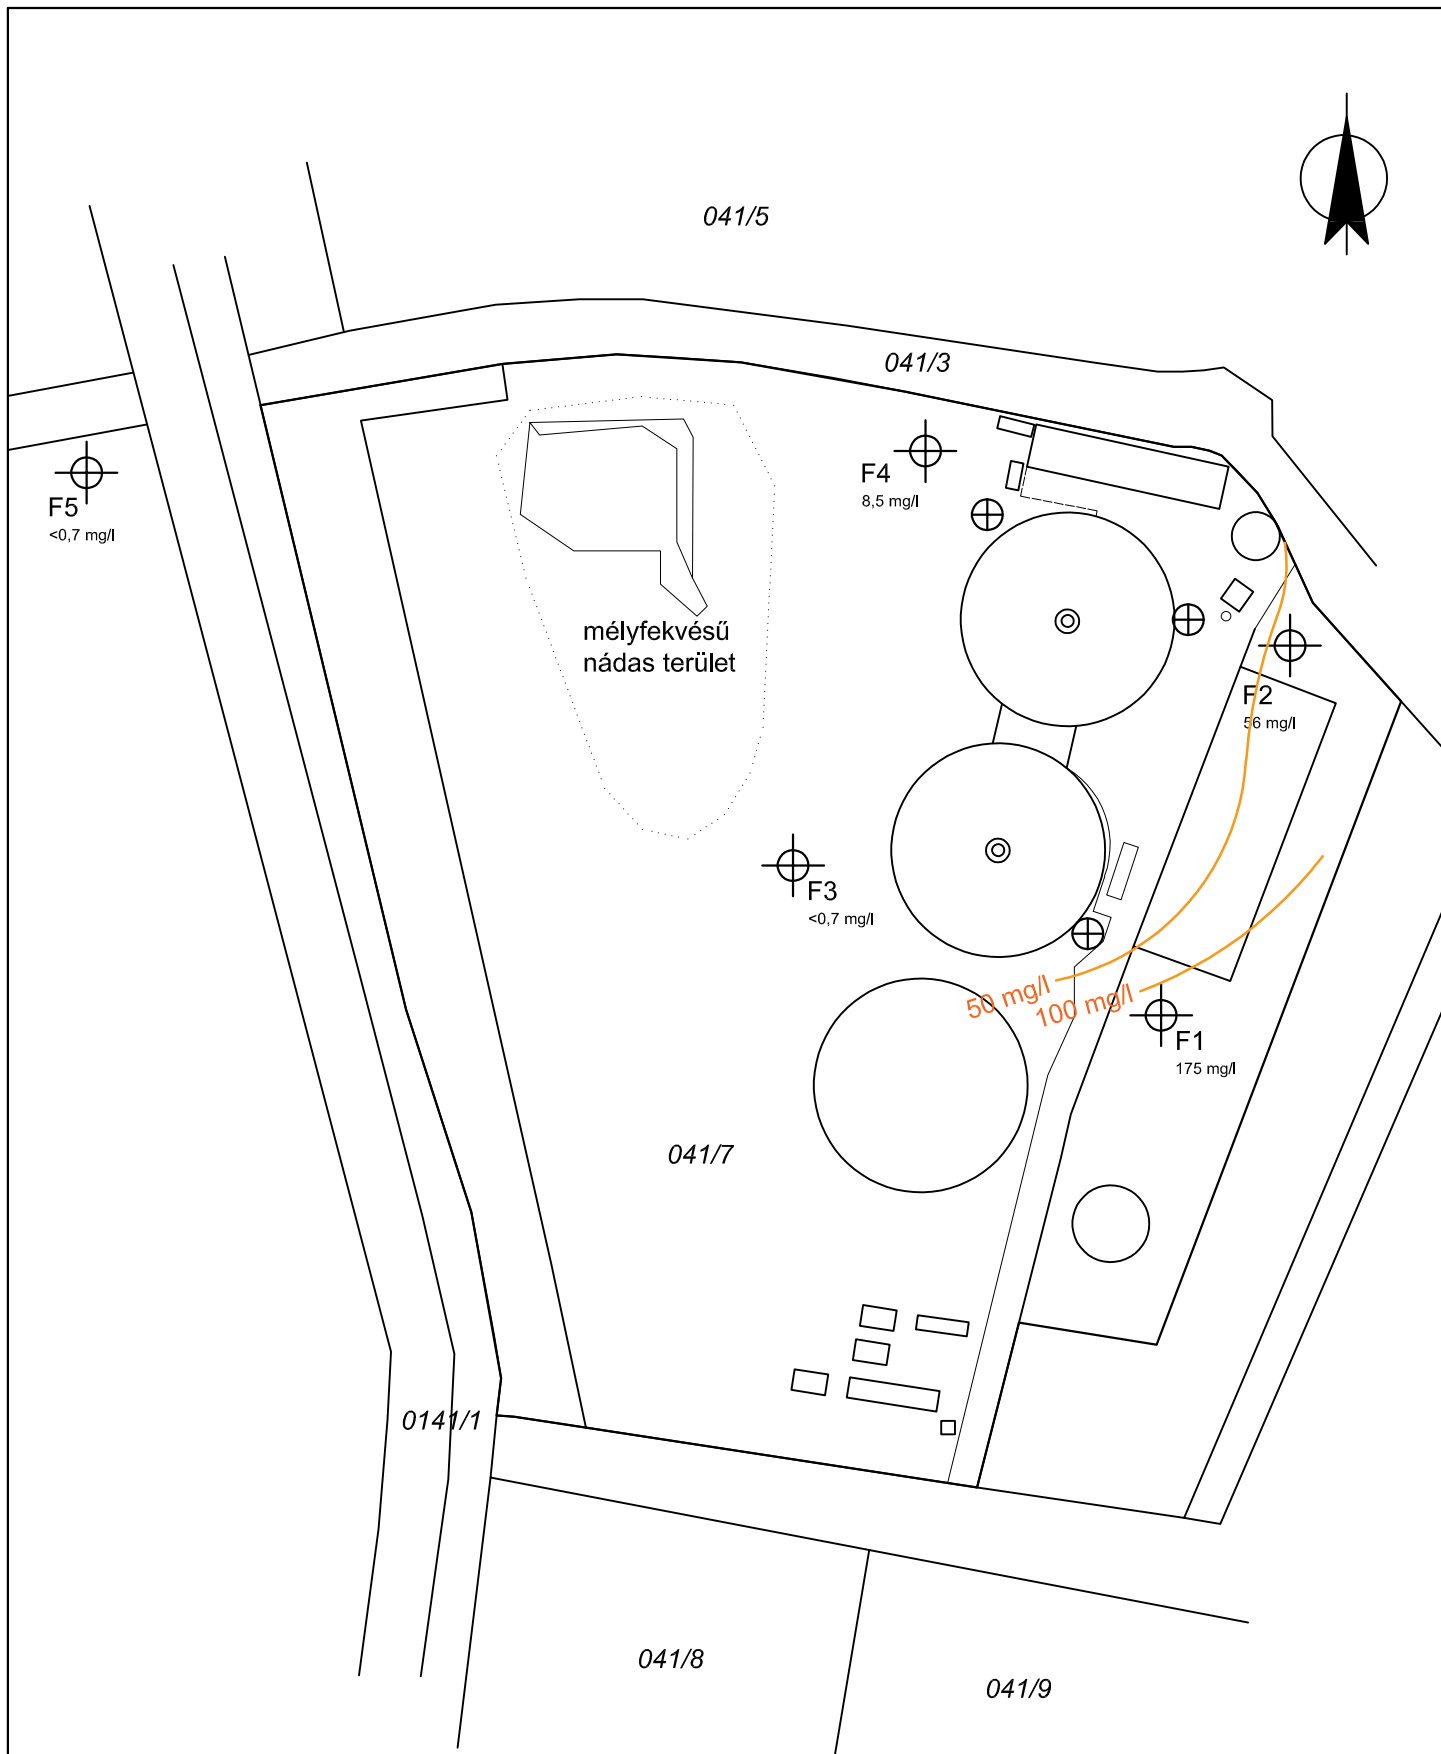 041/5
041/3
F4
8,5 mg/l
F5
<0,7 mg/l
mélyfekvésű
nádas terület
F2
56 mg/l
F3
<0,7 mg/l
50 mg/l
100 mg/l
F1
175 mg/l
041/7
0141/1
041/8
041/9